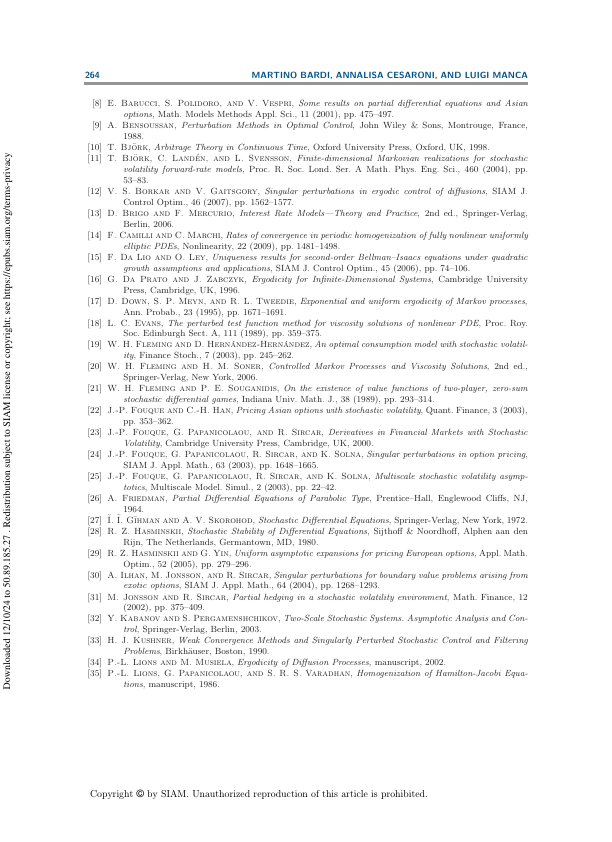 264 MARTINO BARDI, ANNALISA CESARONI, AND LUIGI MANCA
[8] E. Barucci, S. Polidoro, and V. Vespri, Some results on partial differential equations and Asian
options, Math. Models Methods Appl. Sci., 11 (2001), pp. 475–497.
[9] A. Bensoussan, Perturbation Methods in Optimal Control, John Wiley & Sons, Montrouge, France,
1988.
[10] T. Björk, Arbitrage Theory in Continuous Time, Oxford University Press, Oxford, UK, 1998.
[11] T. Björk, C. Landén, and L. Svensson, Finite-dimensional Markovian realizations for stochastic
volatility forward-rate models, Proc. R. Soc. Lond. Ser. A Math. Phys. Eng. Sci., 460 (2004), pp.
53–83.
[12] V. S. Borkar and V. Gaitsgory, Singular perturbations in ergodic control of diffusions, SIAM J.
Control Optim., 46 (2007), pp. 1562–1577.
[13] D. Brigo and F. Mercurio, Interest Rate Models—Theory and Practice, 2nd ed., Springer-Verlag,
Berlin, 2006.
[14] F. Camilli and C. Marchi, Rates of convergence in periodic homogenization of fully nonlinear uniformly
elliptic PDEs, Nonlinearity, 22 (2009), pp. 1481–1498.
[15] F. Da Lio and O. Ley, Uniqueness results for second-order Bellman–Isaacs equations under quadratic
growth assumptions and applications, SIAM J. Control Optim., 45 (2006), pp. 74–106.
[16] G. Da Prato and J. Zabczyk, Ergodicity for Infinite-Dimensional Systems, Cambridge University
Press, Cambridge, UK, 1996.
[17] D. Down, S. P. Meyn, and R. L. Tweedie, Exponential and uniform ergodicity of Markov processes,
Ann. Probab., 23 (1995), pp. 1671–1691.
[18] L. C. Evans, The perturbed test function method for viscosity solutions of nonlinear PDE, Proc. Roy.
Soc. Edinburgh Sect. A, 111 (1989), pp. 359–375.
[19] W. H. Fleming and D. Hernández-Hernández, An optimal consumption model with stochastic volatil-
ity, Finance Stoch., 7 (2003), pp. 245–262.
[20] W. H. Fleming and H. M. Soner, Controlled Markov Processes and Viscosity Solutions, 2nd ed.,
Springer-Verlag, New York, 2006.
[21] W. H. Fleming and P. E. Souganidis, On the existence of value functions of two-player, zero-sum
stochastic differential games, Indiana Univ. Math. J., 38 (1989), pp. 293–314.
[22] J.-P. Fouque and C.-H. Han, Pricing Asian options with stochastic volatility, Quant. Finance, 3 (2003),
pp. 353–362.
[23] J.-P. Fouque, G. Papanicolaou, and R. Sircar, Derivatives in Financial Markets with Stochastic
Volatility, Cambridge University Press, Cambridge, UK, 2000.
[24] J.-P. Fouque, G. Papanicolaou, R. Sircar, and K. Solna, Singular perturbations in option pricing,
SIAM J. Appl. Math., 63 (2003), pp. 1648–1665.
[25] J.-P. Fouque, G. Papanicolaou, R. Sircar, and K. Solna, Multiscale stochastic volatility asymp-
totics, Multiscale Model. Simul., 2 (2003), pp. 22–42.
[26] A. Friedman, Partial Differential Equations of Parabolic Type, Prentice–Hall, Englewood Cliffs, NJ,
1964.
[27] Ĭ. Ī. Gīhman and A. V. Skorohod, Stochastic Differential Equations, Springer-Verlag, New York, 1972.
[28] R. Z. Hasminskii, Stochastic Stability of Differential Equations, Sijthoff & Noordhoff, Alphen aan den
Rijn, The Netherlands, Germantown, MD, 1980.
[29] R. Z. Hasminskii and G. Yin, Uniform asymptotic expansions for pricing European options, Appl. Math.
Optim., 52 (2005), pp. 279–296.
[30] A. Ilhan, M. Jonsson, and R. Sircar, Singular perturbations for boundary value problems arising from
exotic options, SIAM J. Appl. Math., 64 (2004), pp. 1268–1293.
[31] M. Jonsson and R. Sircar, Partial hedging in a stochastic volatility environment, Math. Finance, 12
(2002), pp. 375–409.
[32] Y. Kabanov and S. Pergamenshchikov, Two-Scale Stochastic Systems. Asymptotic Analysis and Con-
trol, Springer-Verlag, Berlin, 2003.
[33] H. J. Kushner, Weak Convergence Methods and Singularly Perturbed Stochastic Control and Filtering
Problems, Birkhäuser, Boston, 1990.
[34] P.-L. Lions and M. Musiela, Ergodicity of Diffusion Processes, manuscript, 2002.
[35] P.-L. Lions, G. Papanicolaou, and S. R. S. Varadhan, Homogenization of Hamilton-Jacobi Equa-
tions, manuscript, 1986.
Copyright © by SIAM. Unauthorized reproduction of this article is prohibited.
Downloaded 12/10/24 to 50.89.185.27 . Redistribution subject to SIAM license or copyright; see https://epubs.siam.org/terms-privacy